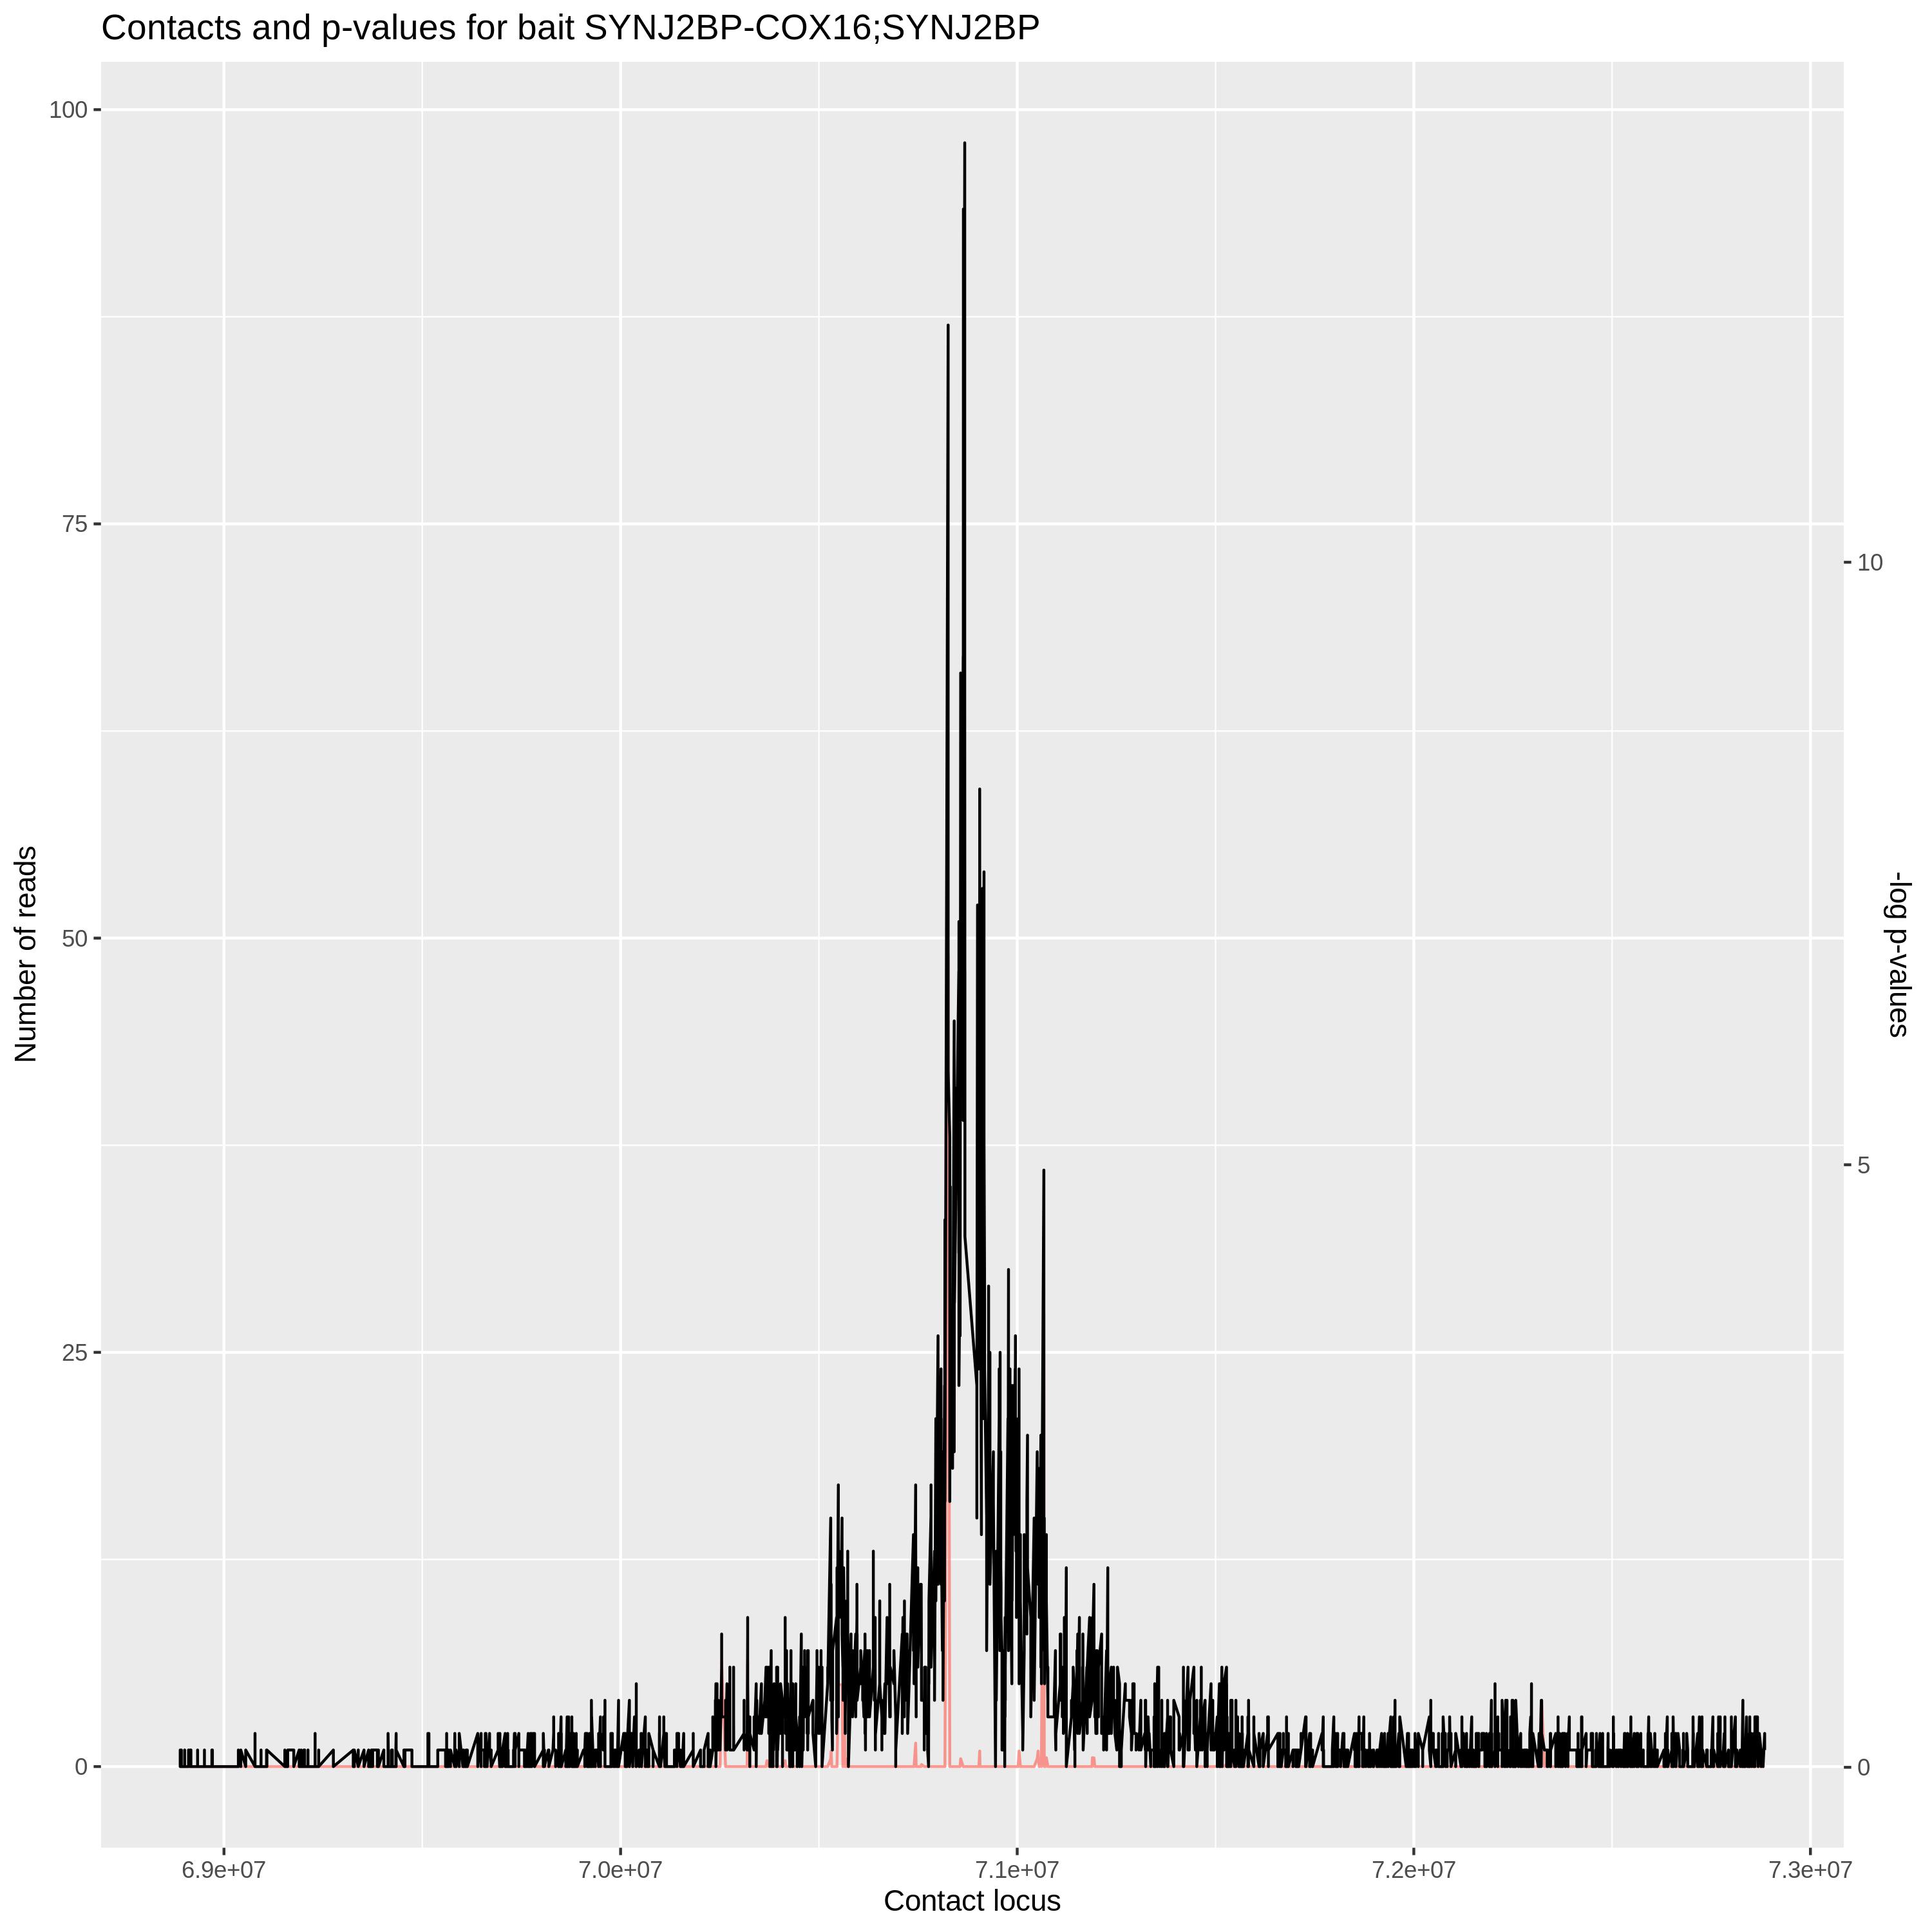 Contacts and p-values for bait SYNJ2BP-COX16;SYNJ2BP
100
75
50
25
0
Number of reads
10
5
0
-log p-values
6.9e+07
7.0e+07
7.1e+07
7.2e+07
7.3e+07
Contact locus